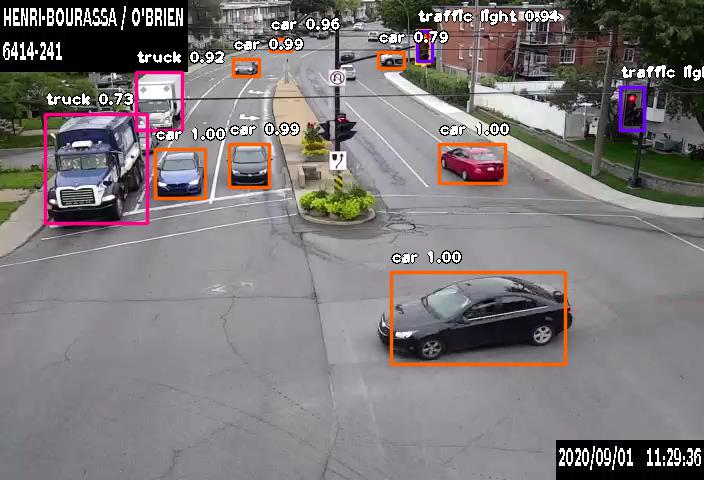 HENRI-BOURASSA / O'BRIEN
6414-241
car 0.96
traffic light 0.94
car 0.99
car 0.79
truck 0.92
traffic lig
truck 0.73
car 1.00
car 0.99
car 1.00
car 1.00
2020/09/01 11:29:36